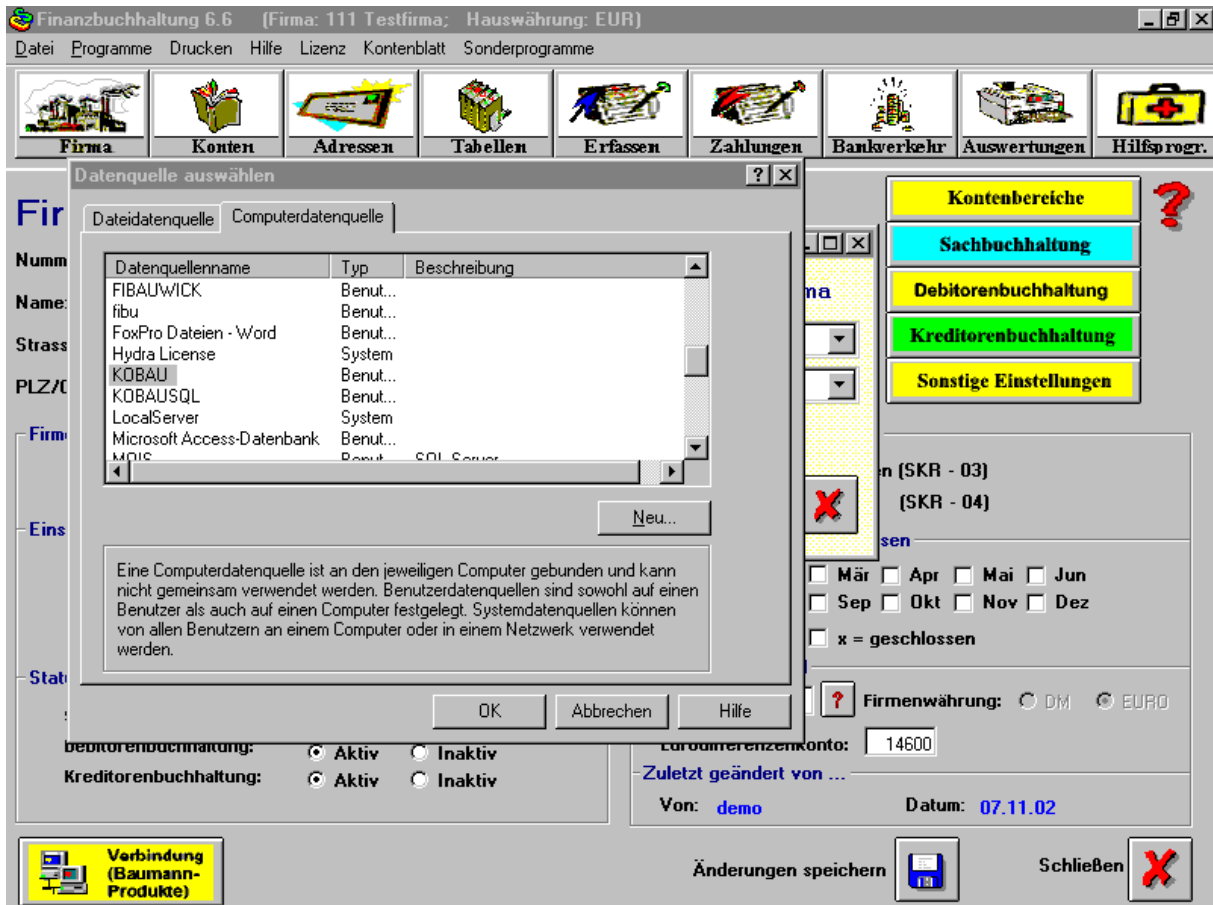 Finanzbuchhaltung 6.6 (Firma: 111 Testfirma; Hauswährung: EUR)
Datei Programme Drucken Hilfe Lizenz Kontenblatt Sonderprogramme
Firma Konten Adressen Tabellen Erfassen Zahlungen Bankverkehr Auswertungen Hilfsprogr.
Datenquelle auswählen
Dateidatenquelle Computerdatenquelle
Datenquellenname Typ Beschreibung
FIBAUWICK Benut...
fibu Benut...
FoxPro Dateien - Word Benut...
Hydra License System
KOBAU Benut...
KOBAUSQL Benut...
LocalServer System
Microsoft Access-Datenbank Benut...
MOIS Benut... SQL Server
Neu...
Eine Computerdatenquelle ist an den jeweiligen Computer gebunden und kann
nicht gemeinsam verwendet werden. Benutzerdatenquellen sind sowohl auf einen
Benutzer als auch auf einen Computer festgelegt. Systemdatenquellen können
von allen Benutzern an einem Computer oder in einem Netzwerk verwendet
werden.
OK Abbrechen Hilfe
Fir
Numm
Name:
Strass
PLZ/O
Firm
Eins
Stat
Debitorenbuchhaltung: Aktiv Inaktiv
Kreditorenbuchhaltung: Aktiv Inaktiv
Verbindung
(Baumann-
Produkte)
ma
Kontenbereiche
Sachbuchhaltung
Debitorenbuchhaltung
Kreditorenbuchhaltung
Sonstige Einstellungen
n (SKR - 03)
(SKR - 04)
sen
Mär Apr Mai Jun
Sep Okt Nov Dez
x = geschlossen
Firmenwährung: DM EURO
Eurodifferenzenkonto: 14600
Zuletzt geändert von ...
Von: demo Datum: 07.11.02
Änderungen speichern Schließen